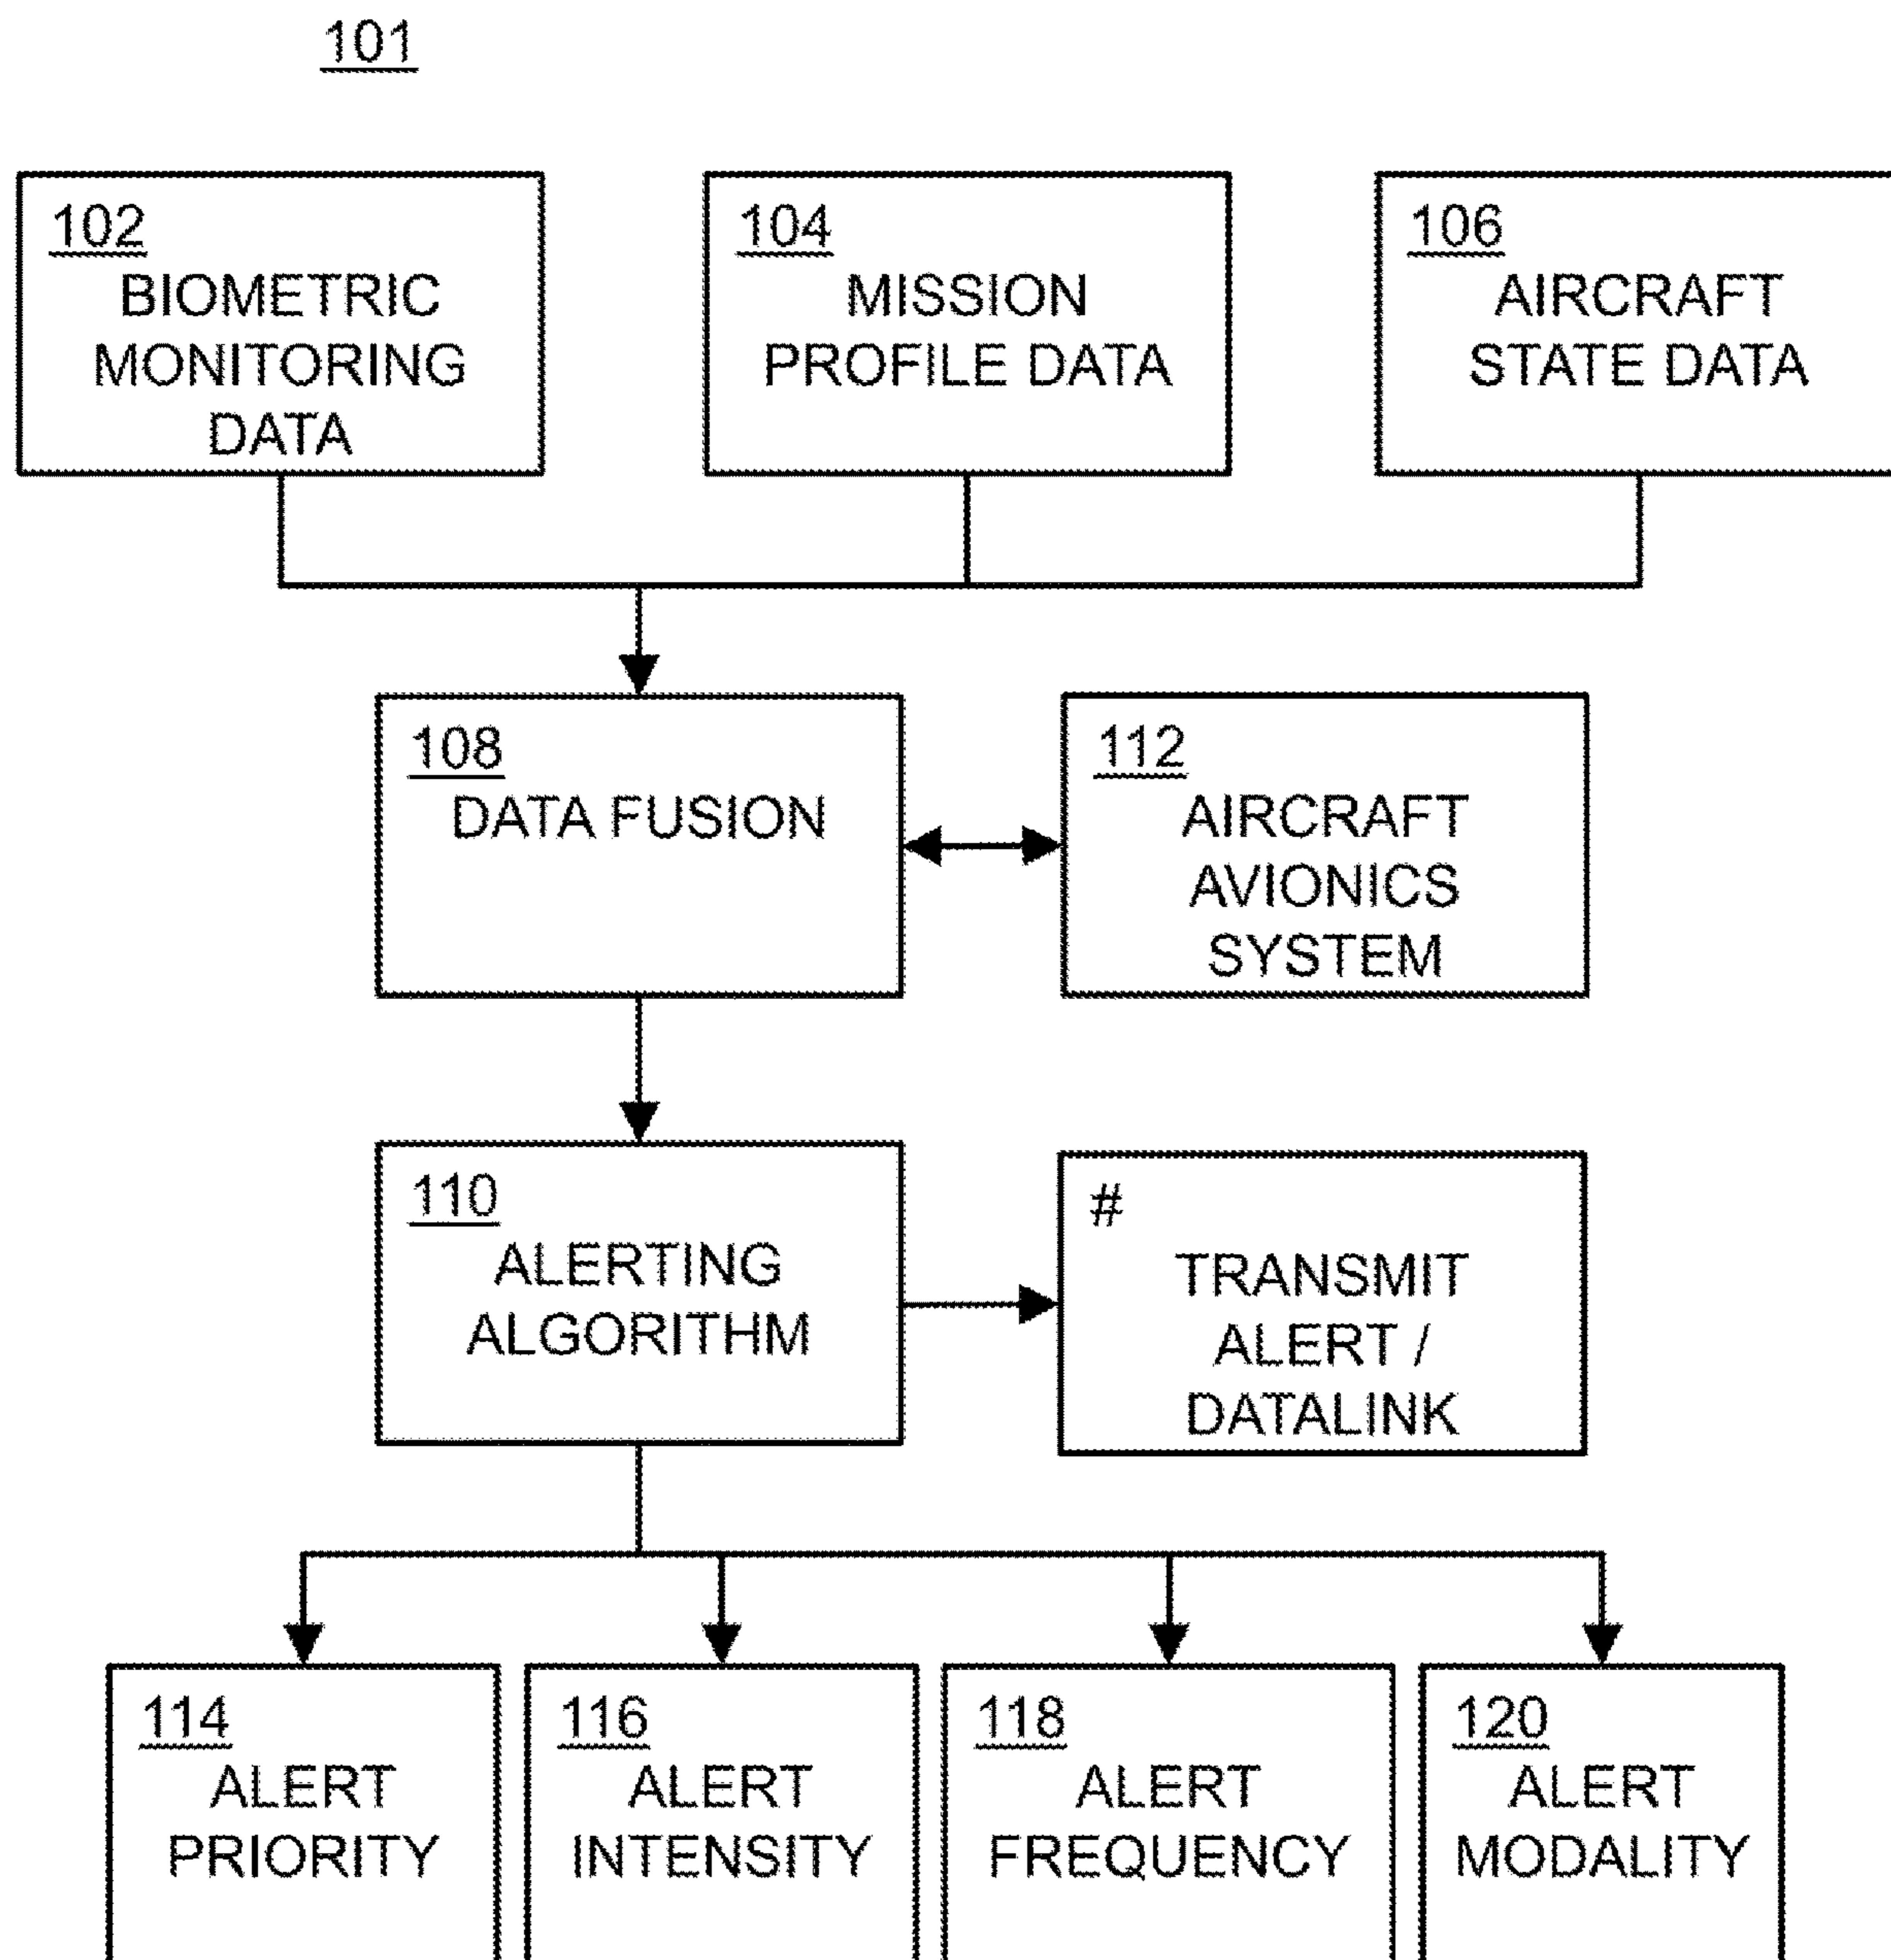 101
102
BIOMETRIC
MONITORING
DATA
104
MISSION
PROFILE DATA
106
AIRCRAFT
STATE DATA
108
DATA FUSION
112
AIRCRAFT
AVIONICS
SYSTEM
110
ALERTING
ALGORITHM
#
TRANSMIT
ALERT /
DATALINK
114
ALERT
PRIORITY
116
ALERT
INTENSITY
118
ALERT
FREQUENCY
120
ALERT
MODALITY